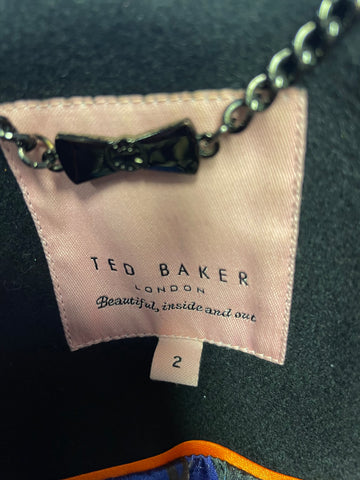 TED BAKER
LONDON
Beautiful, inside and out
2